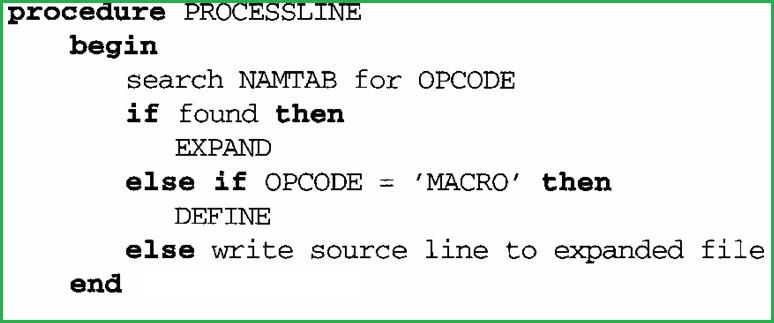 procedure PROCESSLINE
begin
search NAMTAB for OPCODE
if found then
EXPAND
else if OPCODE = 'MACRO' then
DEFINE
else write source line to expanded file
end